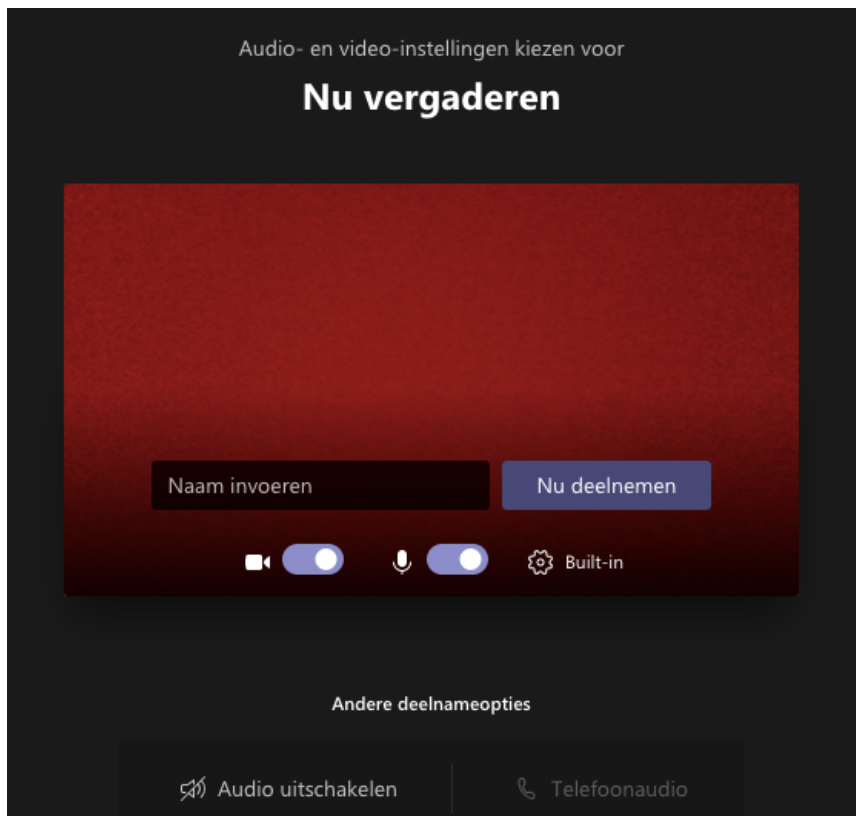 Audio- en video-instellingen kiezen voor
Nu vergaderen
Naam invoeren
Nu deelnemen
Built-in
Andere deelnameopties
Audio uitschakelen
Telefoonaudio